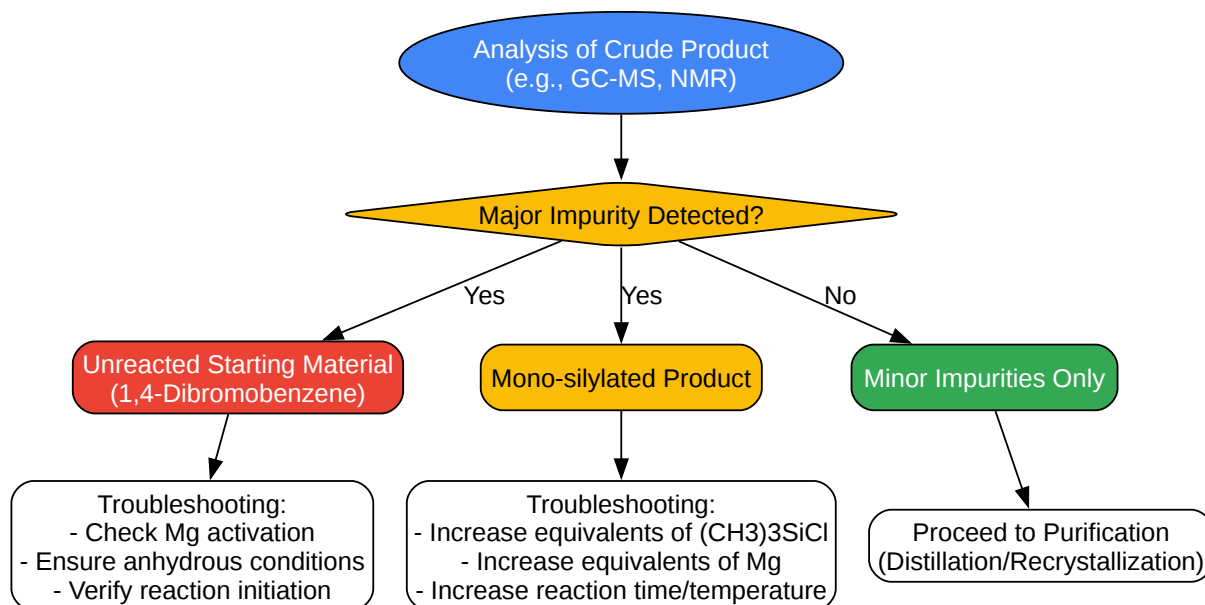 Analysis of Crude Product
(e.g., GC-MS, NMR)
Major Impurity Detected?
Yes
Yes
No
Unreacted Starting Material
(1,4-Dibromobenzene)
Mono-silylated Product
Minor Impurities Only
Troubleshooting:
- Check Mg activation
- Ensure anhydrous conditions
- Verify reaction initiation
Troubleshooting:
- Increase equivalents of (CH3)3SiCl
- Increase equivalents of Mg
- Increase reaction time/temperature
Proceed to Purification
(Distillation/Recrystallization)